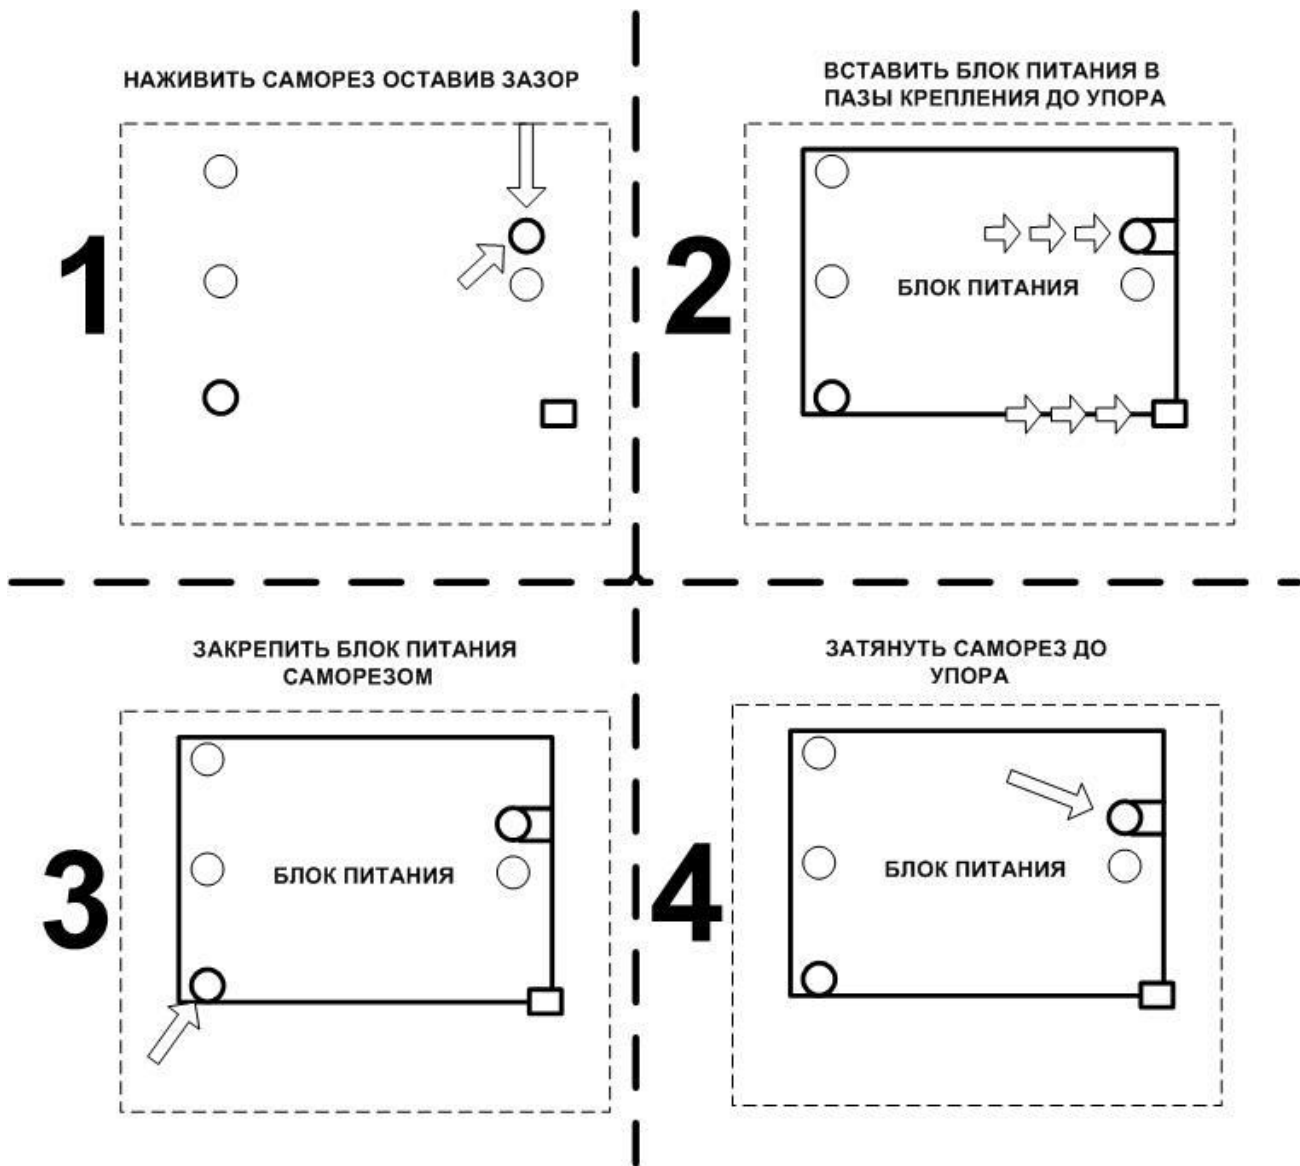 НАЖИВИТЬ САМОРЕЗ ОСТАВИВ ЗАЗОР
1
ВСТАВИТЬ БЛОК ПИТАНИЯ В
ПАЗЫ КРЕПЛЕНИЯ ДО УПОРА
2
БЛОК ПИТАНИЯ
ЗАКРЕПИТЬ БЛОК ПИТАНИЯ
САМОРЕЗОМ
3
БЛОК ПИТАНИЯ
ЗАТЯНУТЬ САМОРЕЗ ДО
УПОРА
4
БЛОК ПИТАНИЯ